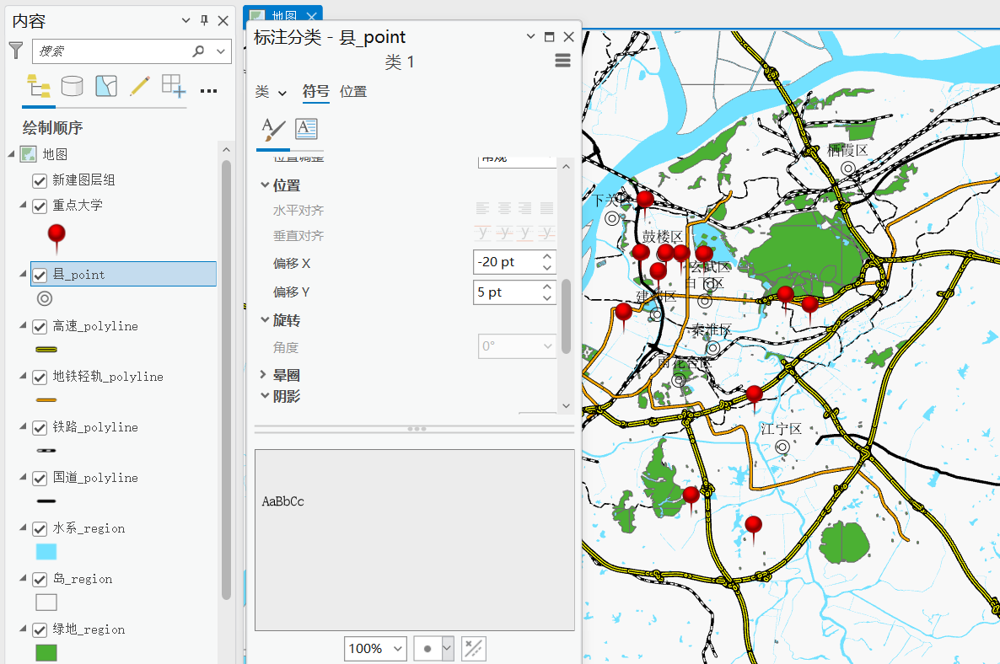 内容
搜索
绘制顺序
地图
新建图层组
重点大学
县_point
高速_polyline
地铁轻轨_polyline
铁路_polyline
国道_polyline
水系_region
岛_region
绿地_region
地图
标注分类 - 县_point
类 1
类
符号
位置
位置调整
常规
位置
水平对齐
垂直对齐
偏移 X
-20 pt
偏移 Y
5 pt
旋转
角度
0°
晕圈
阴影
AaBbCc
100%
栖霞区
下关区
鼓楼区
玄武区
白下区
建邺区
秦淮区
雨花台区
江宁区